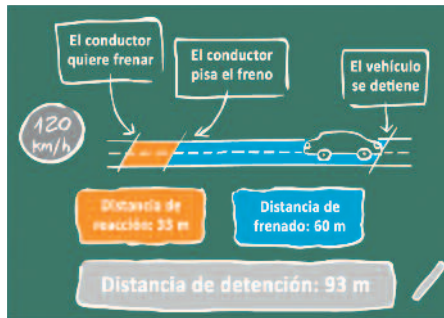 El conductor
quiere frenar
El conductor
pisa el freno
El vehículo
se detiene
120
km/h
Distancia de
reacción: 33 m
Distancia de
frenado: 60 m
Distancia de detención: 93 m